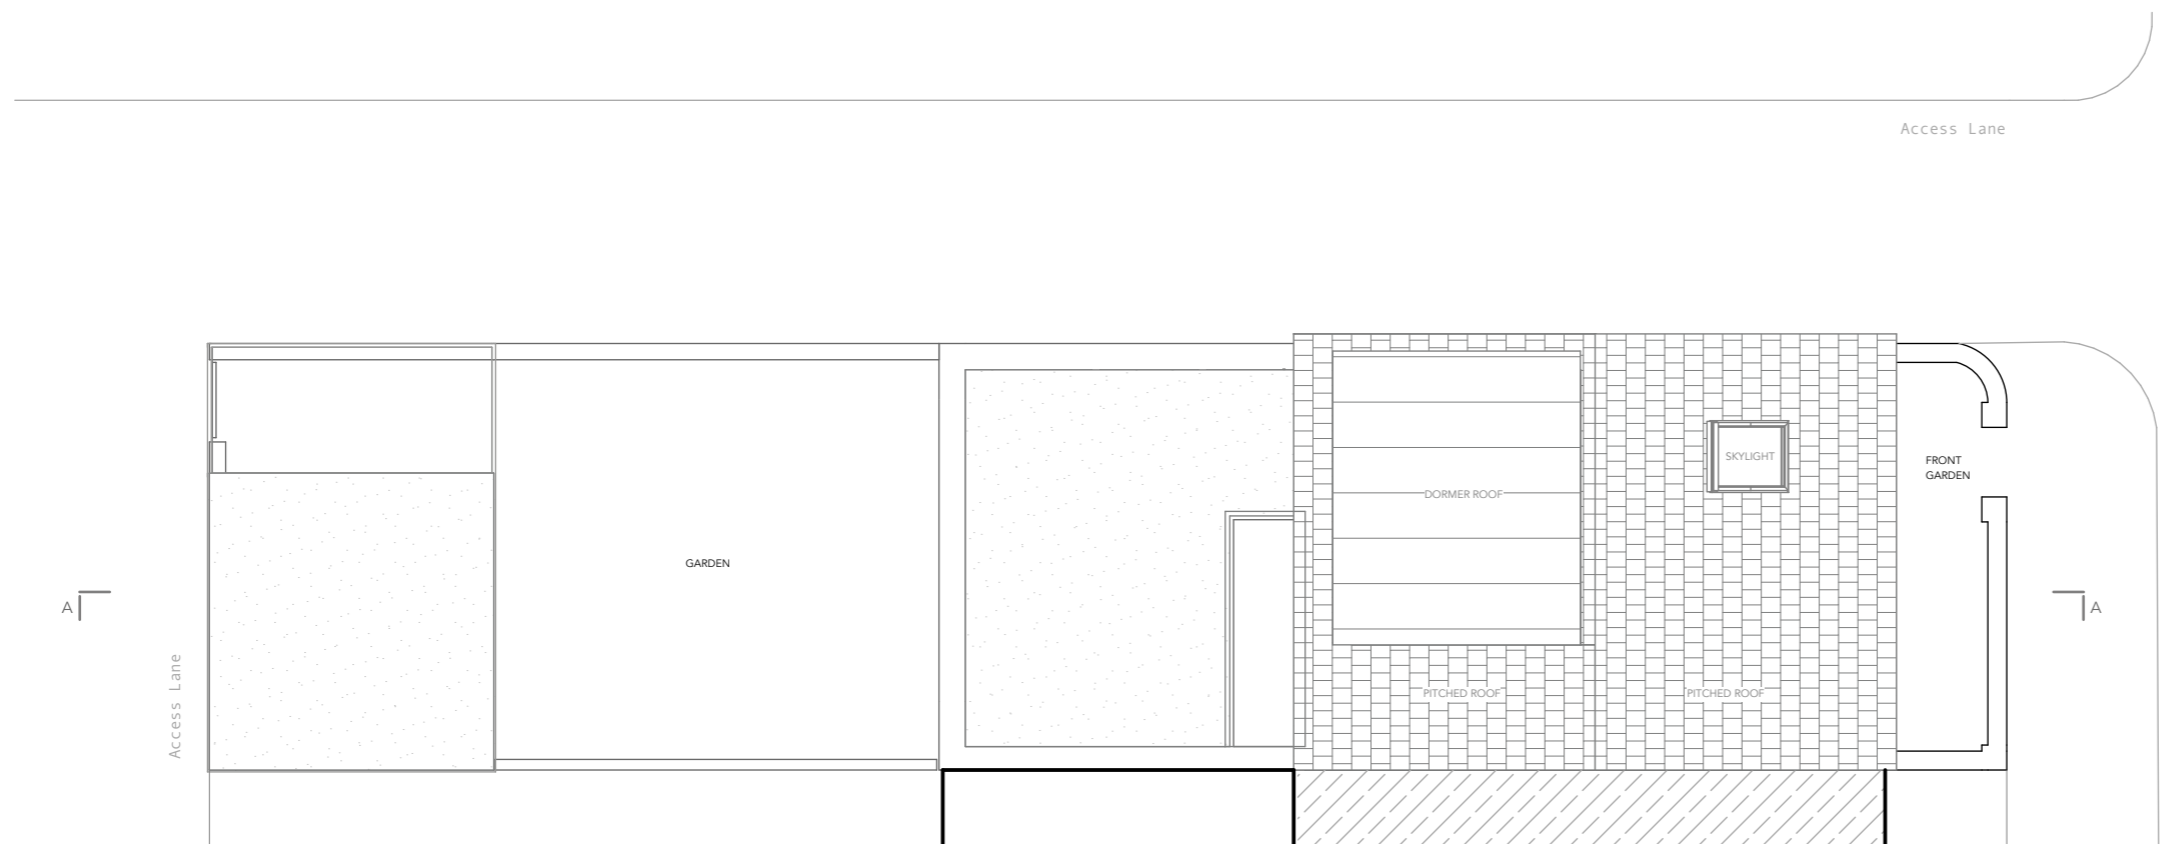 Access Lane
SKYLIGHT
FRONT
GARDEN
DORMER ROOF
GARDEN
A
A
Access Lane
PITCHED ROOF
PITCHED ROOF